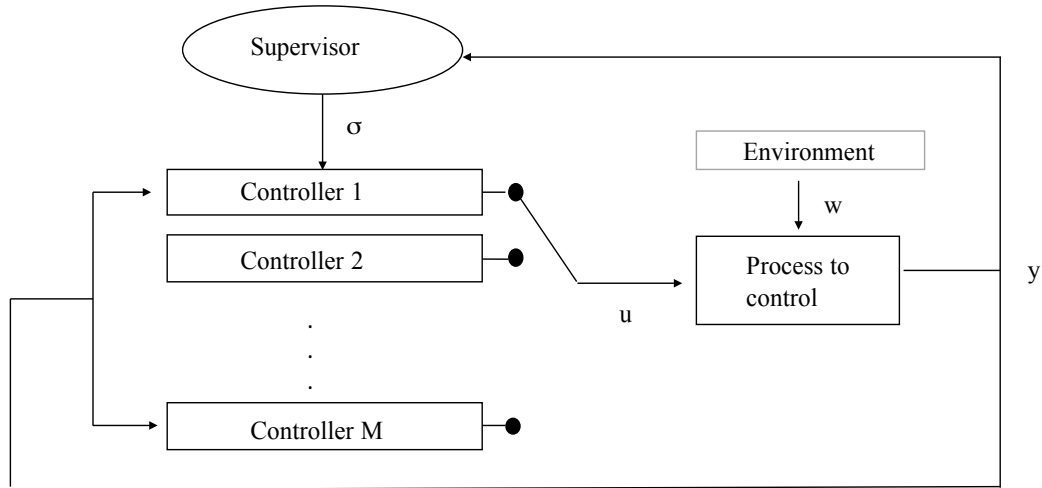 Supervisor
σ
Environment
Controller 1
w
Controller 2
Process to
control
y
u
.
.
.
Controller M